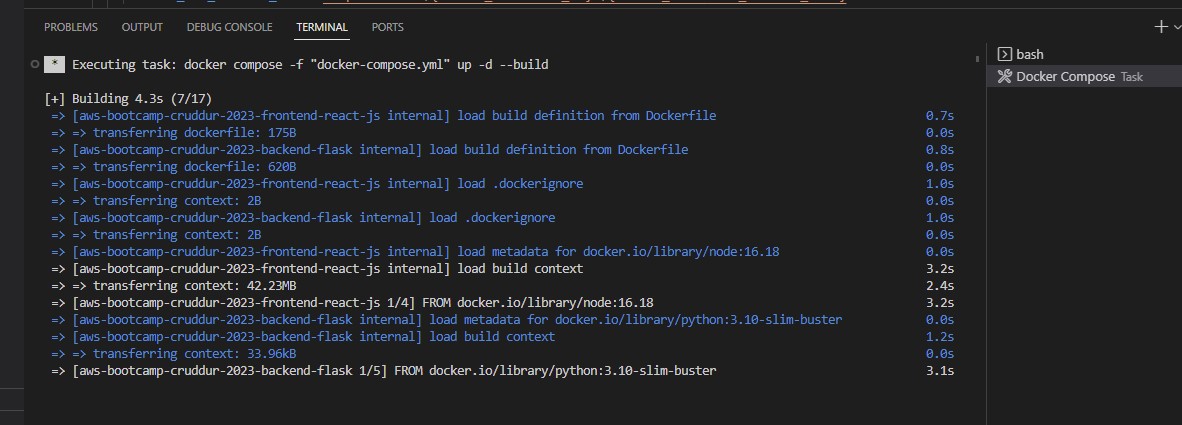 PROBLEMS OUTPUT DEBUG CONSOLE TERMINAL PORTS
* Executing task: docker compose -f "docker-compose.yml" up -d --build
[+] Building 4.3s (7/17)
=> [aws-bootcamp-cruddur-2023-frontend-react-js internal] load build definition from Dockerfile 0.7s
=> => transferring dockerfile: 175B 0.0s
=> [aws-bootcamp-cruddur-2023-backend-flask internal] load build definition from Dockerfile 0.8s
=> => transferring dockerfile: 620B 0.0s
=> [aws-bootcamp-cruddur-2023-frontend-react-js internal] load .dockerignore 1.0s
=> => transferring context: 2B 0.0s
=> [aws-bootcamp-cruddur-2023-backend-flask internal] load .dockerignore 1.0s
=> => transferring context: 2B 0.0s
=> [aws-bootcamp-cruddur-2023-frontend-react-js internal] load metadata for docker.io/library/node:16.18 0.0s
=> [aws-bootcamp-cruddur-2023-frontend-react-js internal] load build context 3.2s
=> => transferring context: 42.23MB 2.4s
=> [aws-bootcamp-cruddur-2023-frontend-react-js 1/4] FROM docker.io/library/node:16.18 3.2s
=> [aws-bootcamp-cruddur-2023-backend-flask internal] load metadata for docker.io/library/python:3.10-slim-buster 0.0s
=> [aws-bootcamp-cruddur-2023-backend-flask internal] load build context 1.2s
=> => transferring context: 33.96kB 0.0s
=> [aws-bootcamp-cruddur-2023-backend-flask 1/5] FROM docker.io/library/python:3.10-slim-buster 3.1s
bash
Docker Compose Task